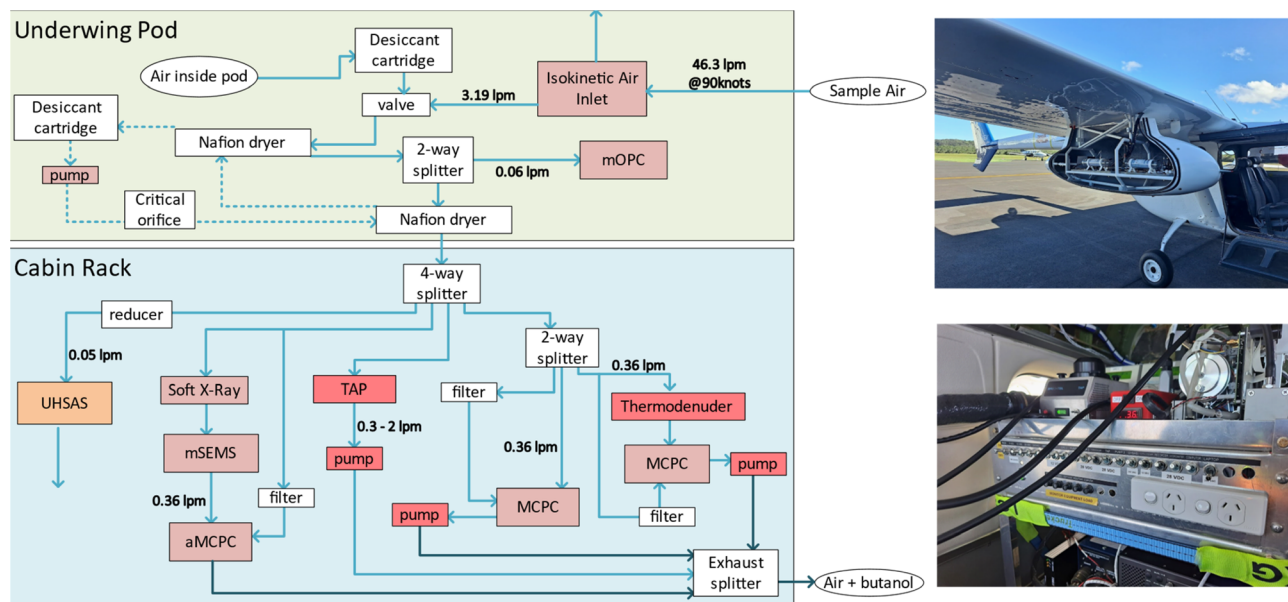 Underwing Pod
Air inside pod
Desiccant
cartridge
valve
3.19 lpm
Isokinetic Air
Inlet
46.3 lpm
@90knots
Sample Air
Desiccant
cartridge
Nafion dryer
2-way
splitter
0.06 lpm
mOPC
pump
Critical
orifice
Nafion dryer
Cabin Rack
4-way
splitter
reducer
0.05 lpm
UHSAS
Soft X-Ray
mSEMS
0.36 lpm
aMCPC
filter
TAP
0.3 - 2 lpm
pump
2-way
splitter
filter
0.36 lpm
MCPC
pump
0.36 lpm
Thermodenuder
MCPC
pump
filter
Exhaust
splitter
Air + butanol